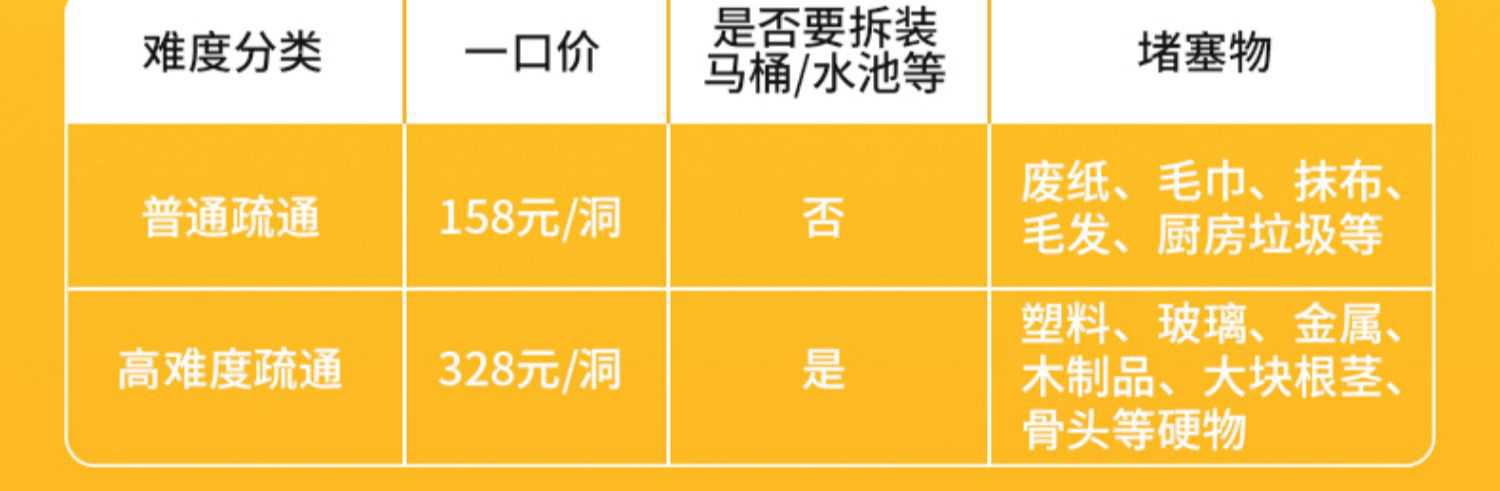 难度分类
一口价
是否要拆装
马桶/水池等
堵塞物
普通疏通
158元/洞
否
废纸、毛巾、抹布、
毛发、厨房垃圾等
高难度疏通
328元/洞
是
塑料、玻璃、金属、
木制品、大块根茎、
骨头等硬物